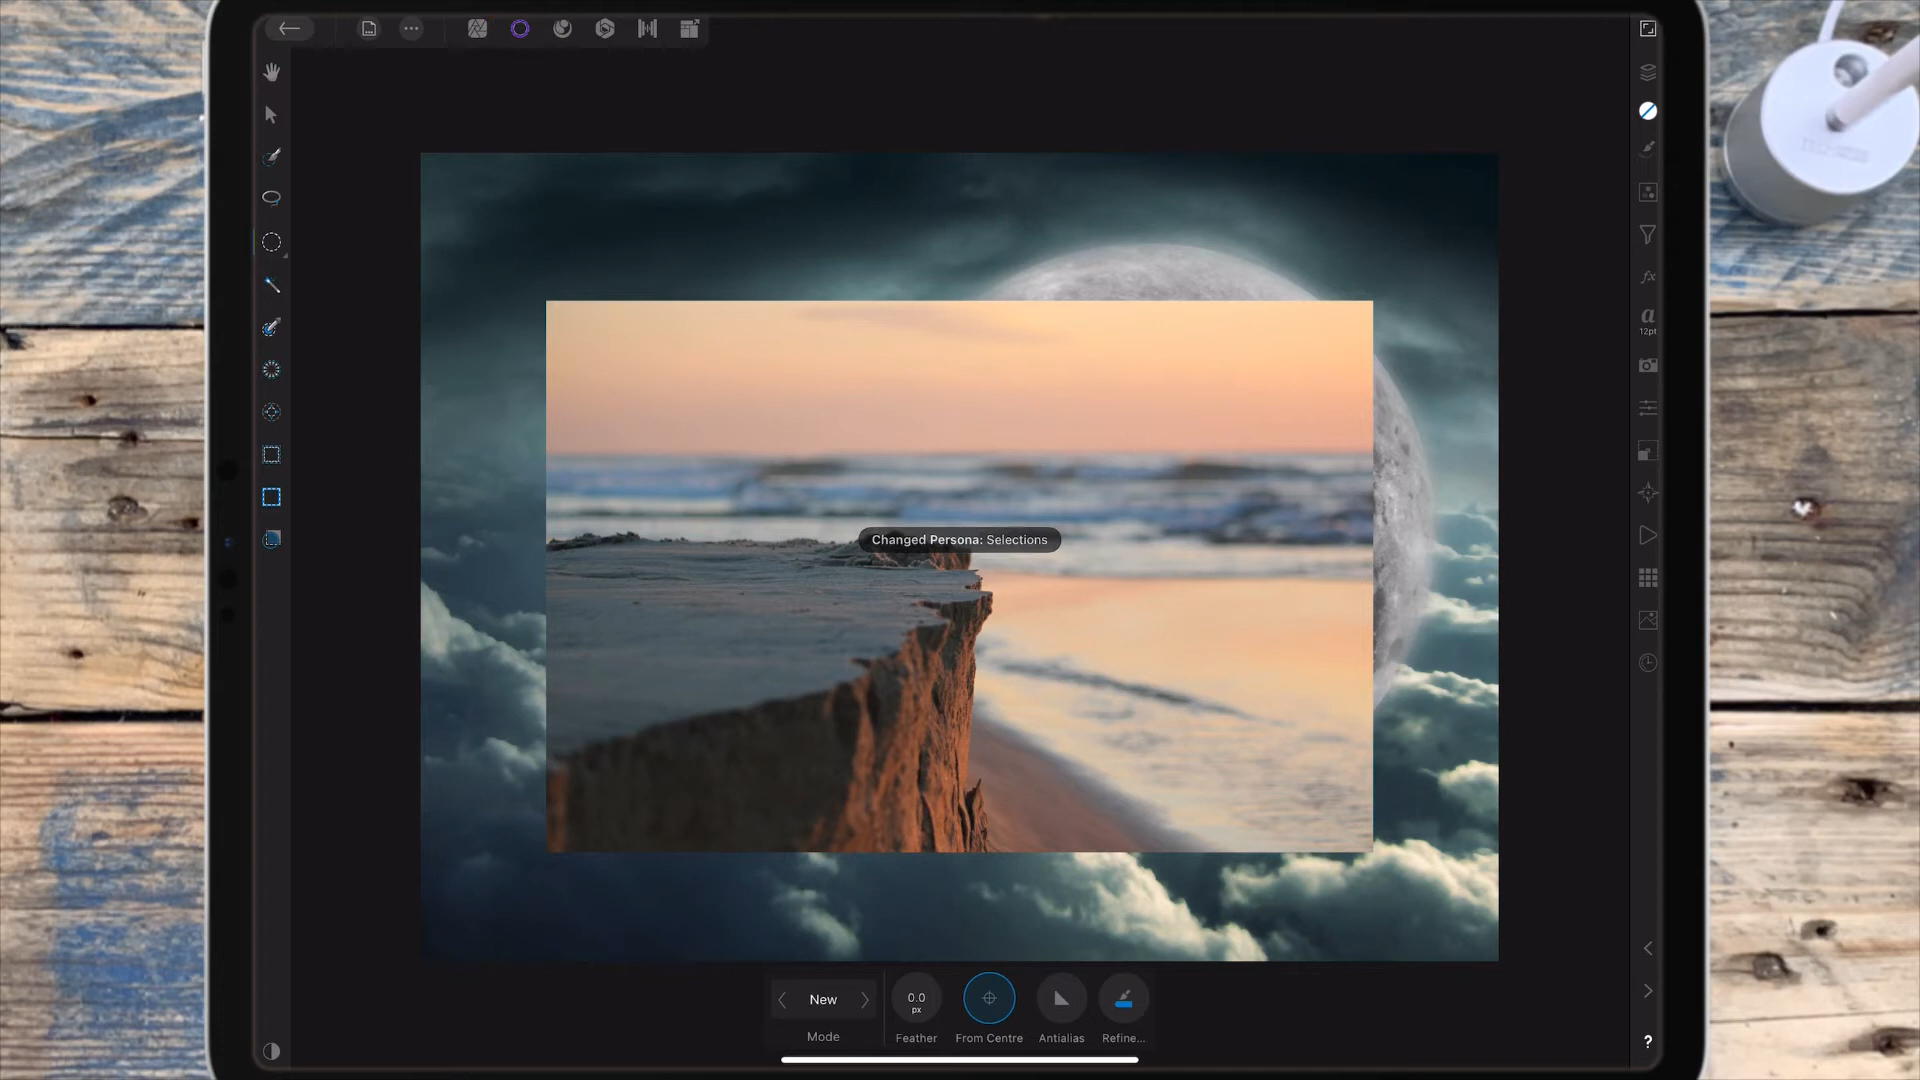 a
12pt
Changed Persona: Selections
New
Mode
0.0
px
Feather
From Centre
Antialias
Refine...
?